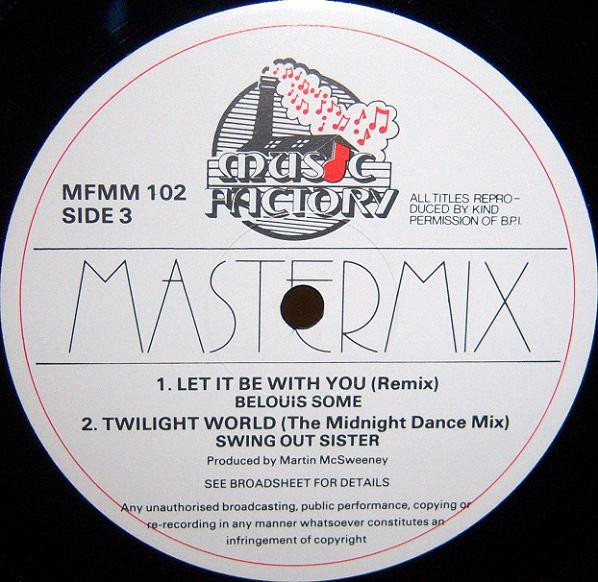 MUSIC
FACTORY
MFMM 102
SIDE 3
ALL TITLES REPRO-
DUCED BY KIND
PERMISSION OF B.P.I.
MASTERMIX
1. LET IT BE WITH YOU (Remix)
BELOUIS SOME
2. TWILIGHT WORLD (The Midnight Dance Mix)
SWING OUT SISTER
Produced by Martin McSweeney
SEE BROADSHEET FOR DETAILS
Any unauthorised broadcasting, public performance, copying or
re-recording in any manner whatsoever constitutes an
infringement of copyright